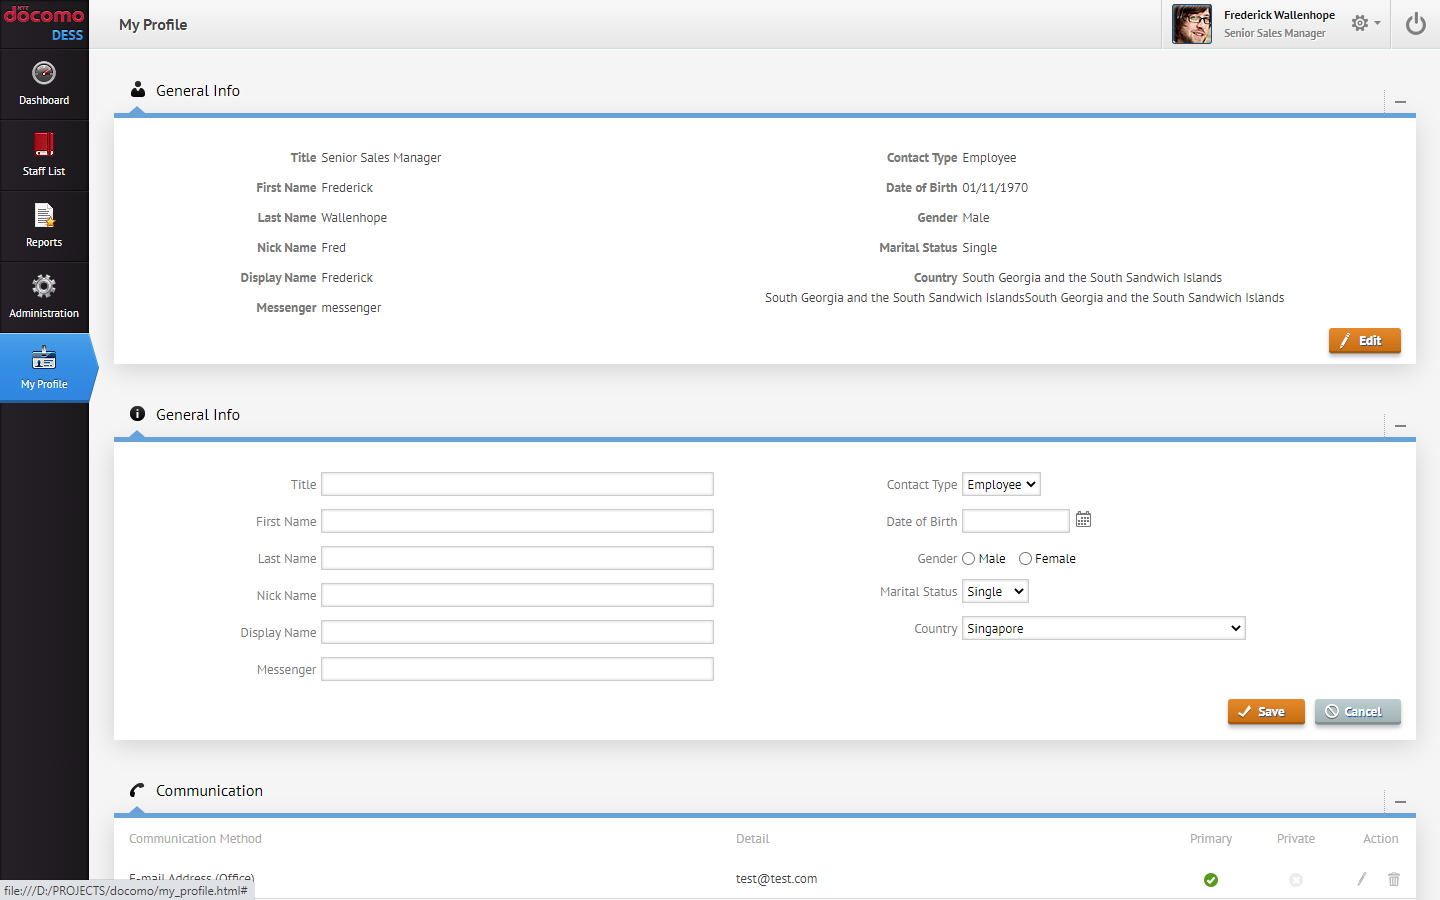 NTT
docomo
DESS
My Profile
Frederick Wallenhope
Senior Sales Manager
Dashboard
Staff List
Reports
Administration
My Profile
General Info
Title Senior Sales Manager
First Name Frederick
Last Name Wallenhope
Nick Name Fred
Display Name Frederick
Messenger messenger
Contact Type Employee
Date of Birth 01/11/1970
Gender Male
Marital Status Single
Country South Georgia and the South Sandwich Islands
South Georgia and the South Sandwich IslandsSouth Georgia and the South Sandwich Islands
Edit
General Info
Title
First Name
Last Name
Nick Name
Display Name
Messenger
Contact Type Employee
Date of Birth
Gender Male Female
Marital Status Single
Country Singapore
Save Cancel
Communication
Communication Method Detail Primary Private Action
E-mail Address (Office) test@test.com
file:///D:/PROJECTS/docomo/my_profile.html#